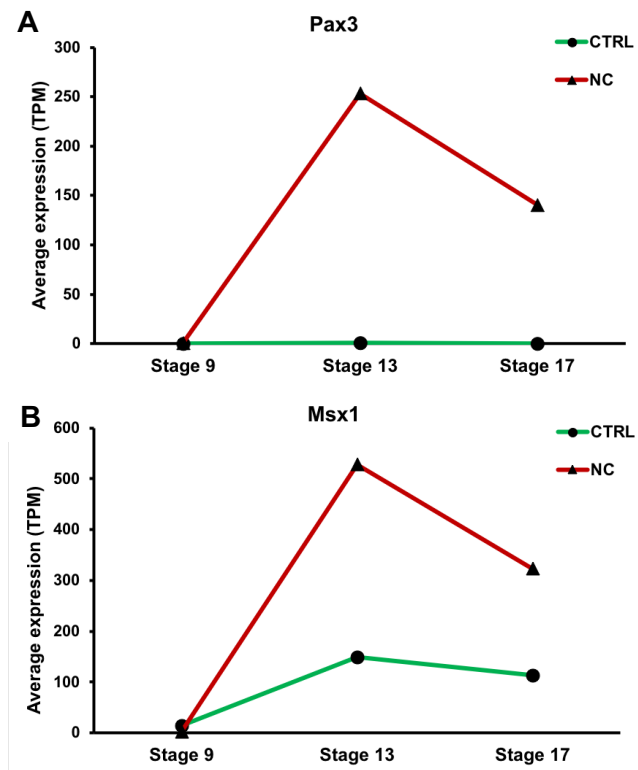 A
Pax3
CTRL
NC
Average expression (TPM)
300
250
200
150
100
50
0
Stage 9
Stage 13
Stage 17
B
Msx1
CTRL
NC
Average expression (TPM)
600
500
400
300
200
100
0
Stage 9
Stage 13
Stage 17